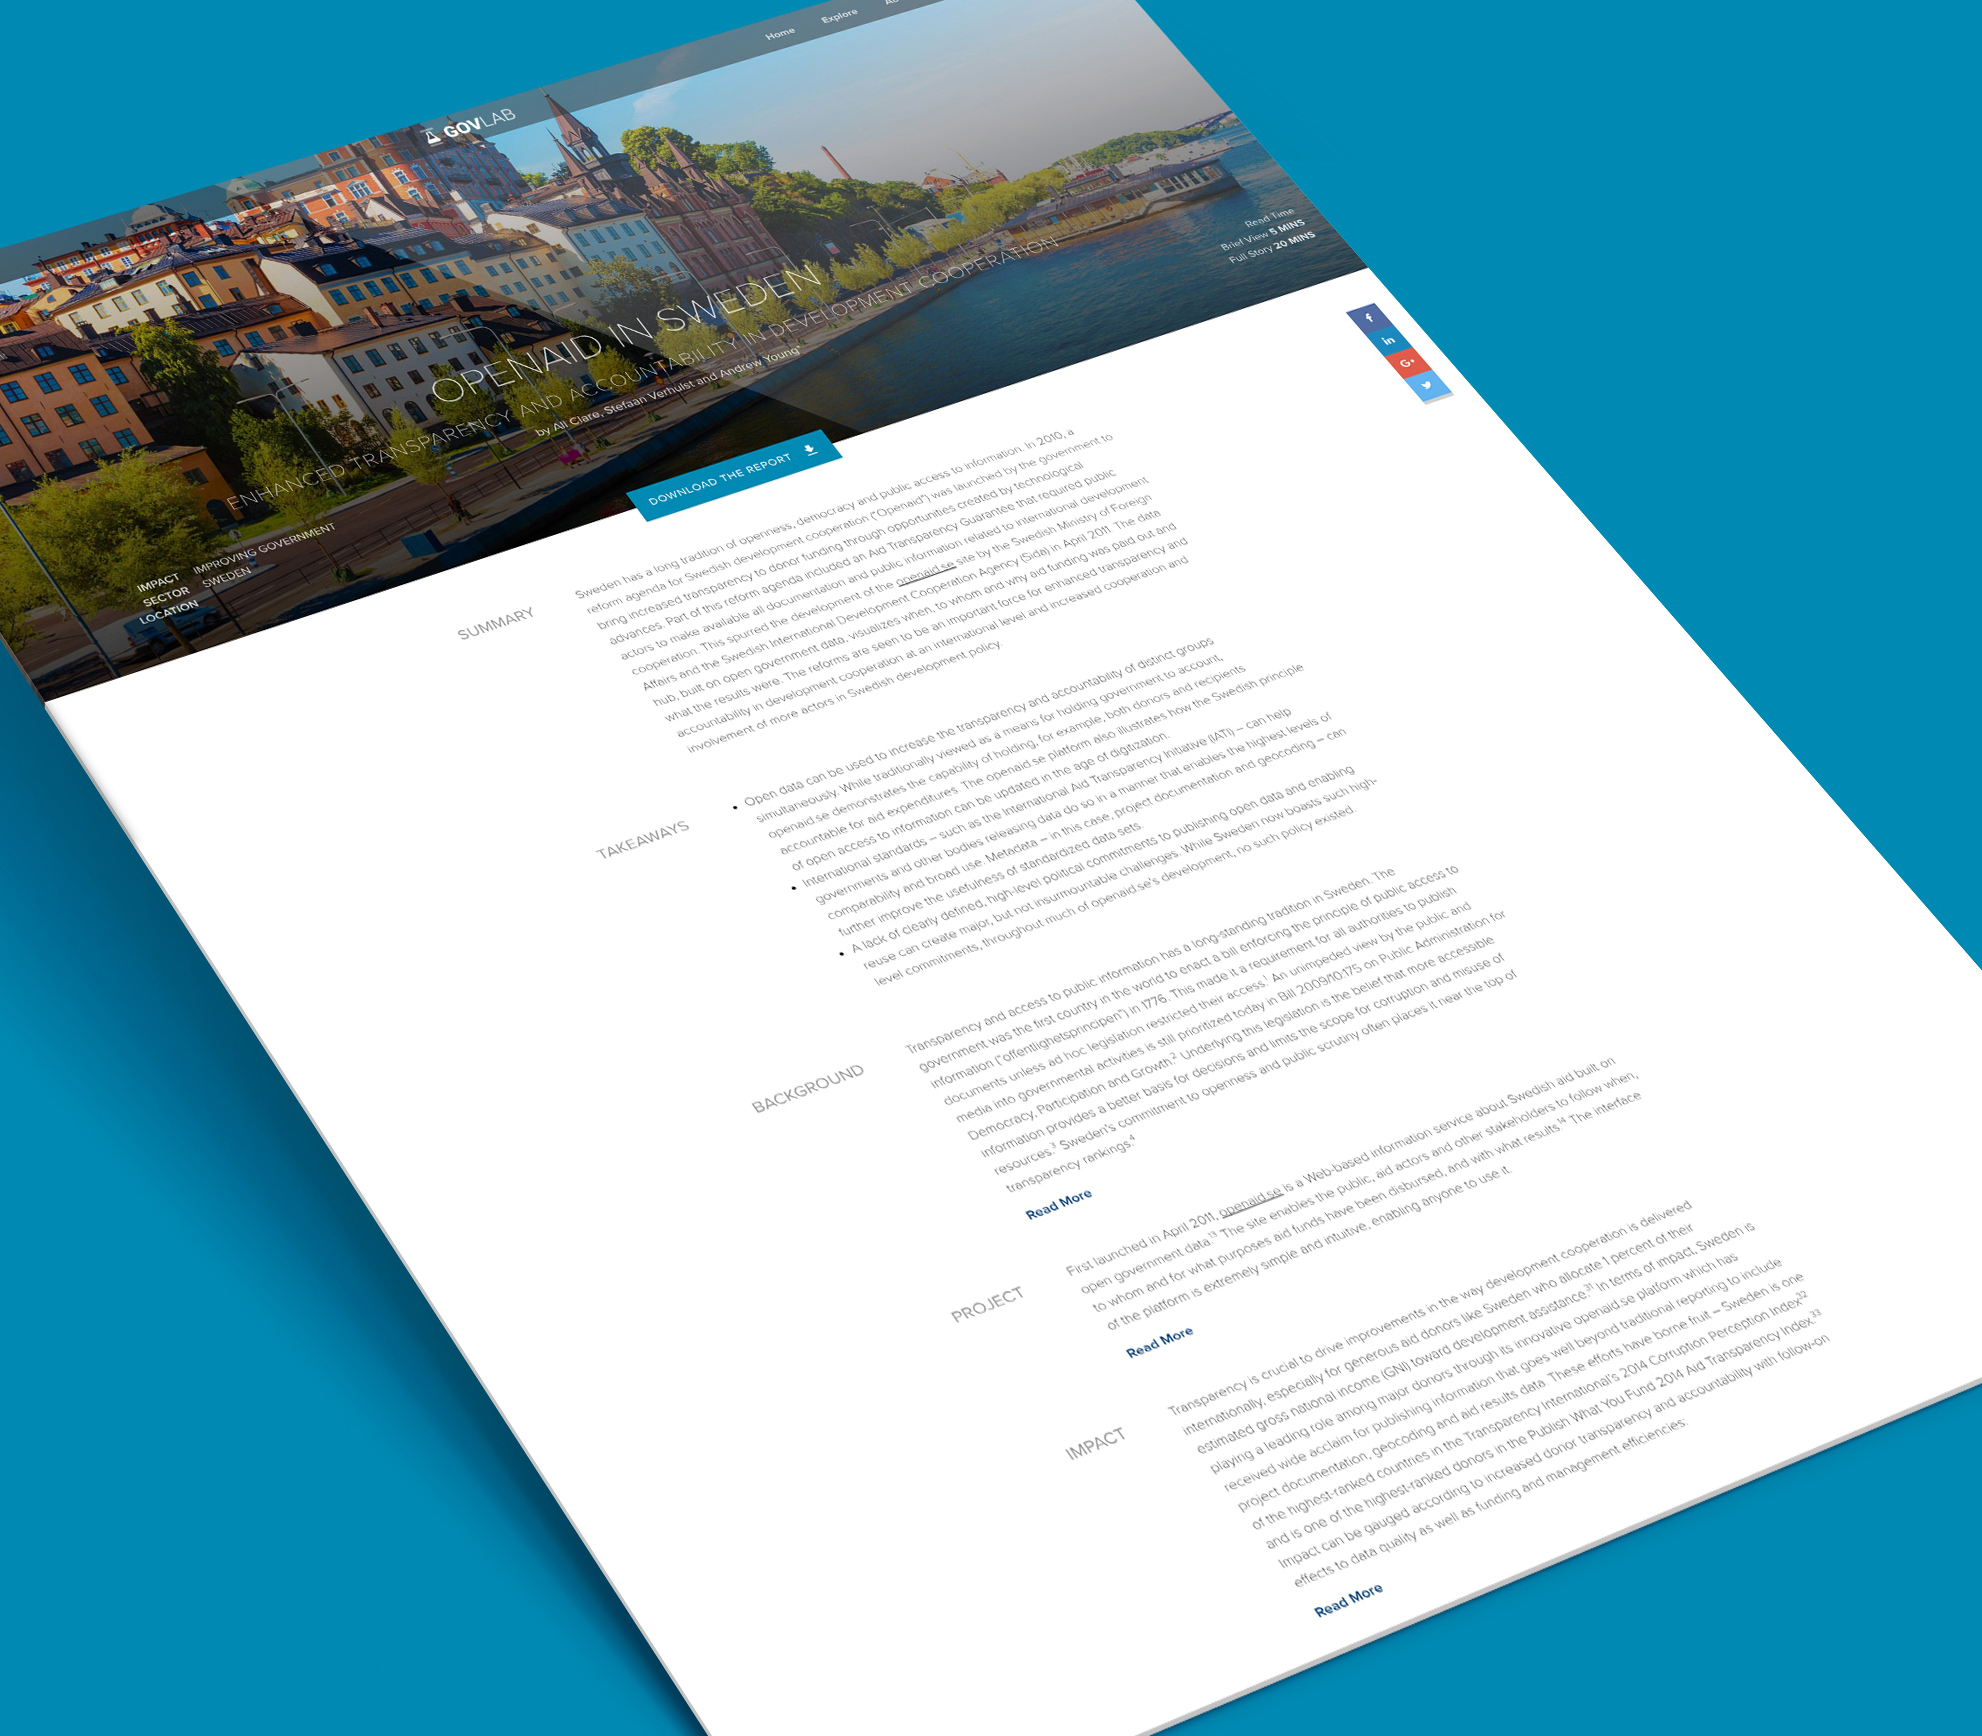 Home Explore
GOVLAB
OPENAID IN SWEDEN
ENHANCED TRANSPARENCY AND ACCOUNTABILITY IN DEVELOPMENT COOPERATION
by Ali Clare, Stefaan Verhulst and Andrew Young*
Read Time
Brief View 5 MINS
Full Story 20 MINS
IMPACT IMPROVING GOVERNMENT
SECTOR SWEDEN
LOCATION
DOWNLOAD THE REPORT
f
in
G+
SUMMARY
Sweden has a long tradition of openness, democracy and public access to information. In 2010, a
reform agenda for Swedish development cooperation ("Openaid") was launched by the government to
bring increased transparency to donor funding through opportunities created by technological
advances. Part of this reform agenda included an Aid Transparency Guarantee that required public
actors to make available all documentation and public information related to international development
cooperation. This spurred the development of the openaid.se site by the Swedish Ministry of Foreign
Affairs and the Swedish International Development Cooperation Agency (Sida) in April 2011. The data
hub, built on open government data, visualizes when, to whom and why aid funding was paid out and
what the results were. The reforms are seen to be an important force for enhanced transparency and
accountability in development cooperation at an international level and increased cooperation and
involvement of more actors in Swedish development policy.
TAKEAWAYS
• Open data can be used to increase the transparency and accountability of distinct groups
simultaneously. While traditionally viewed as a means for holding government to account,
openaid.se demonstrates the capability of holding, for example, both donors and recipients
accountable for aid expenditures. The openaid.se platform also illustrates how the Swedish principle
of open access to information can be updated in the age of digitization.
• International standards – such as the International Aid Transparency Initiative (IATI) – can help
governments and other bodies releasing data do so in a manner that enables the highest levels of
comparability and broad use. Metadata – in this case, project documentation and geocoding – can
further improve the usefulness of standardized data sets.
• A lack of clearly defined, high-level political commitments to publishing open data and enabling
reuse can create major, but not insurmountable challenges. While Sweden now boasts such high-
level commitments, throughout much of openaid.se's development, no such policy existed.
BACKGROUND
Transparency and access to public information has a long-standing tradition in Sweden. The
government was the first country in the world to enact a bill enforcing the principle of public access to
information ("offentlighetsprincipen") in 1776. This made it a requirement for all authorities to publish
documents unless ad hoc legislation restricted their access.1 An unimpeded view by the public and
media into governmental activities is still prioritized today in Bill 2009/10:175 on Public Administration for
Democracy, Participation and Growth.2 Underlying this legislation is the belief that more accessible
information provides a better basis for decisions and limits the scope for corruption and misuse of
resources.3 Sweden's commitment to openness and public scrutiny often places it near the top of
transparency rankings.4
Read More
PROJECT
First launched in April 2011, openaid.se is a Web-based information service about Swedish aid built on
open government data.13 The site enables the public, aid actors and other stakeholders to follow when,
to whom and for what purposes aid funds have been disbursed, and with what results.14 The interface
of the platform is extremely simple and intuitive, enabling anyone to use it.
Read More
IMPACT
Transparency is crucial to drive improvements in the way development cooperation is delivered
internationally, especially for generous aid donors like Sweden who allocate 1 percent of their
estimated gross national income (GNI) toward development assistance.31 In terms of impact, Sweden is
playing a leading role among major donors through its innovative openaid.se platform which has
received wide acclaim for publishing information that goes well beyond traditional reporting to include
project documentation, geocoding and aid results data. These efforts have borne fruit – Sweden is one
of the highest-ranked countries in the Transparency International's 2014 Corruption Perception Index32
and is one of the highest-ranked donors in the Publish What You Fund 2014 Aid Transparency Index.33
Impact can be gauged according to increased donor transparency and accountability with follow-on
effects to data quality as well as funding and management efficiencies:
Read More